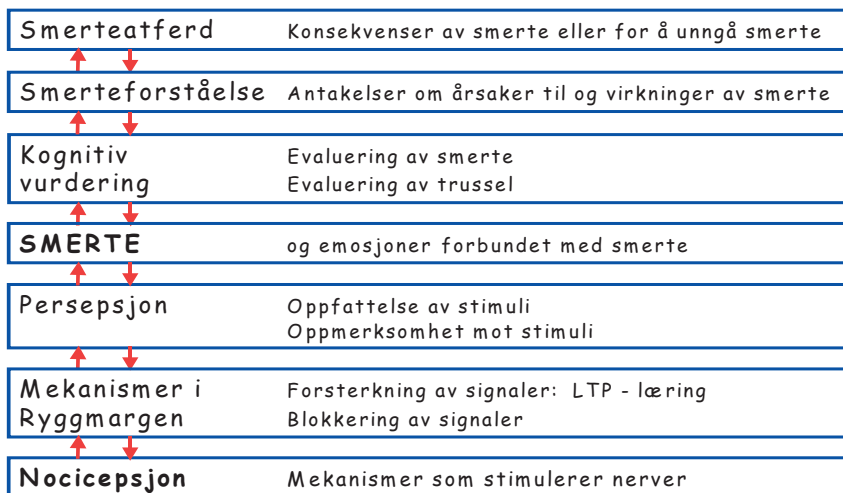 Smerteatferd Konsekvenser av smerte eller for å unngå smerte
Smerteforståelse Antakelser om årsaker til og virkninger av smerte
Kognitiv Evaluering av smerte
vurdering Evaluering av trussel
SMERTE og emosjoner forbundet med smerte
Persepsjon Oppfattelse av stimuli
Oppmerksomhet mot stimuli
Mekanismer i Forsterkning av signaler: LTP - læring
Ryggmargen Blokkering av signaler
Nocicepsjon Mekanismer som stimulerer nerver